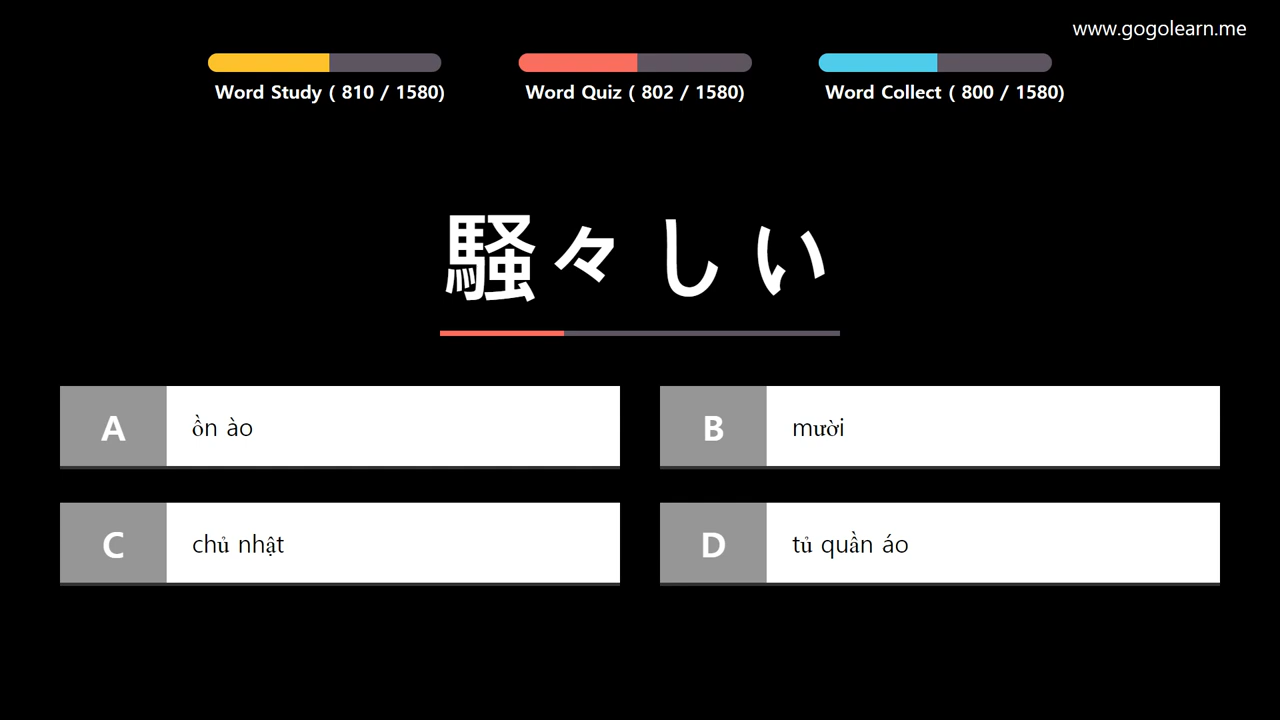 www.gogolearn.me
Word Study ( 810 / 1580)
Word Quiz ( 802 / 1580)
Word Collect ( 800 / 1580)
騒々しい
A
ồn ào
B
mười
C
chủ nhật
D
tủ quần áo